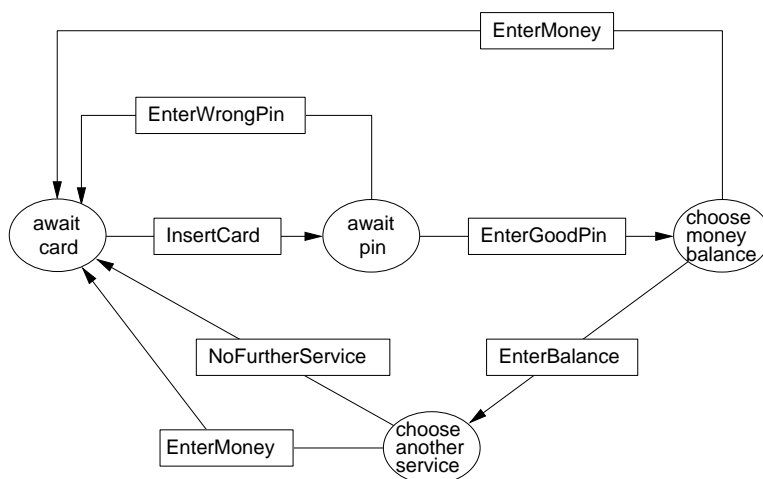 EnterMoney
EnterWrongPin
await
card
InsertCard
await
pin
EnterGoodPin
choose
money
balance
NoFurtherService
EnterBalance
EnterMoney
choose
another
service